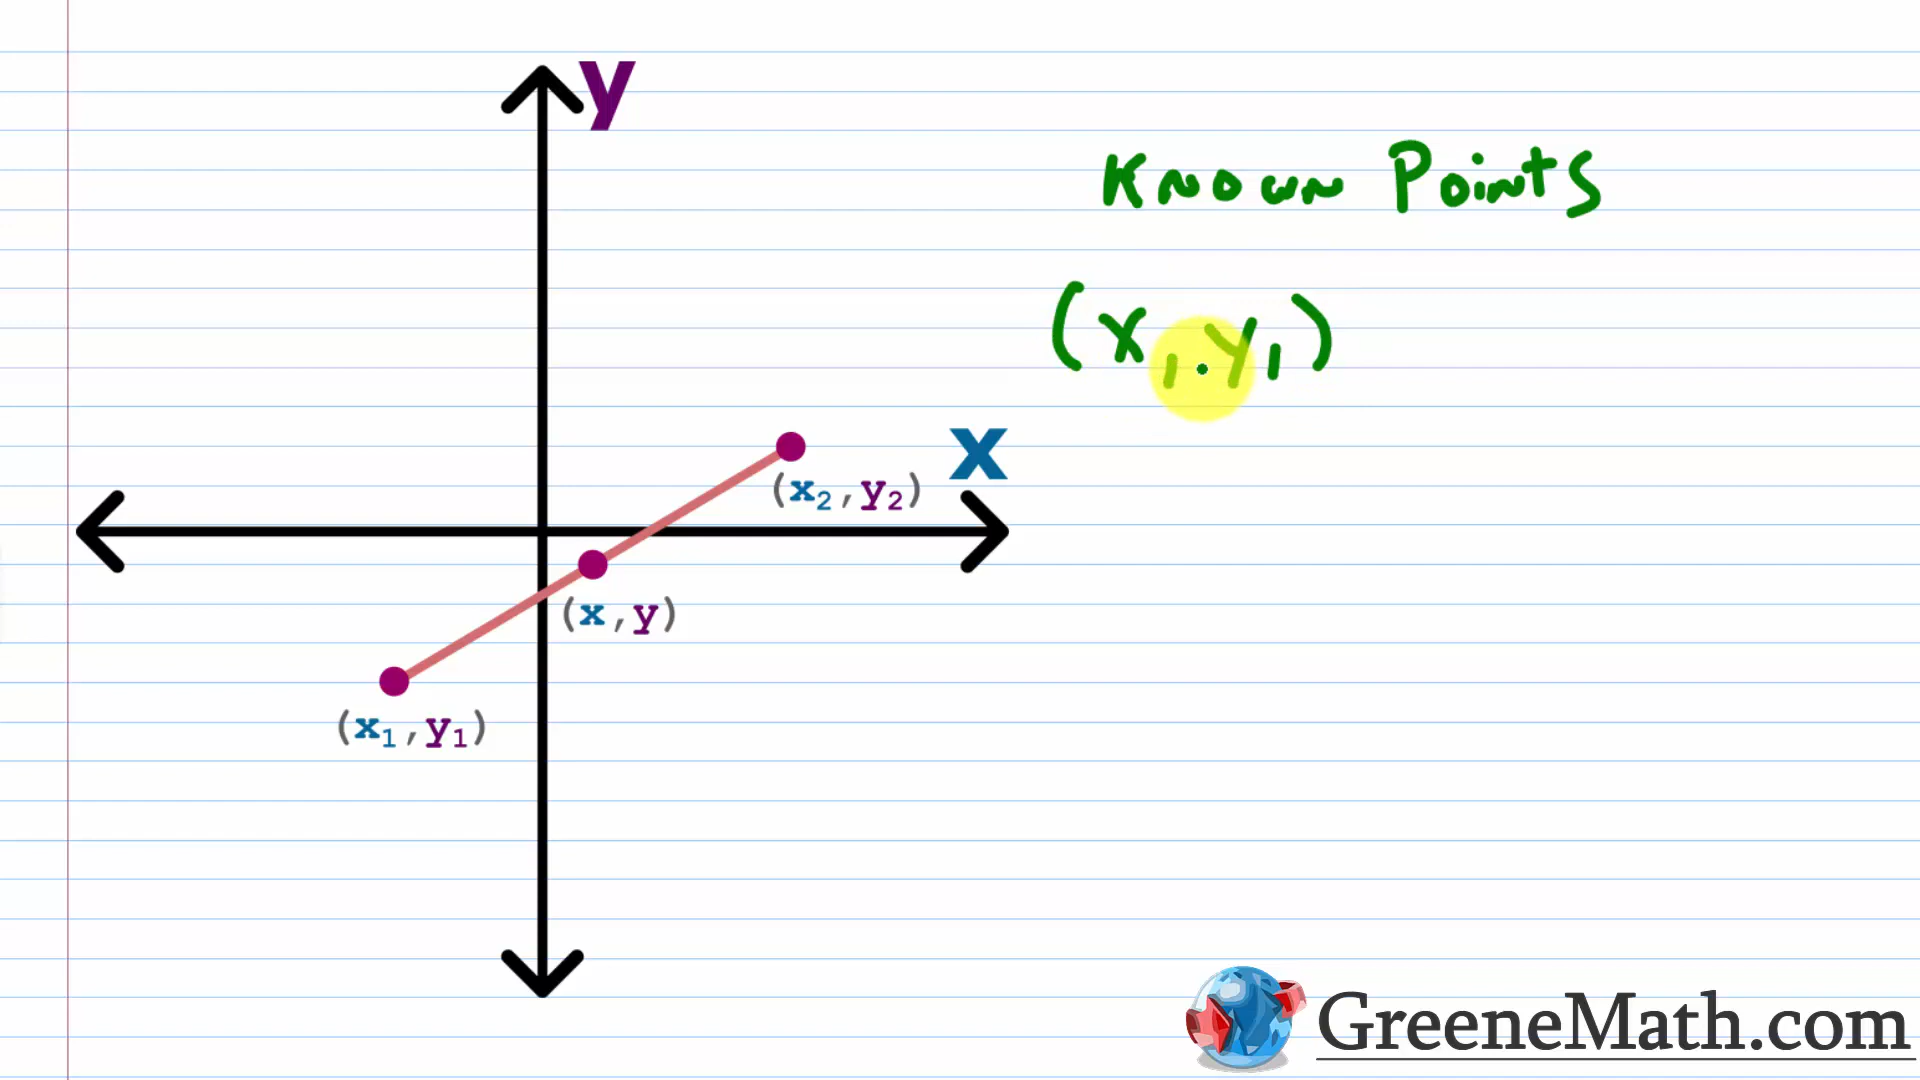 y
Known Points
(x₁, y₁)
x
(x₂,y₂)
(x,y)
(x₁,y₁)
GreeneMath.com